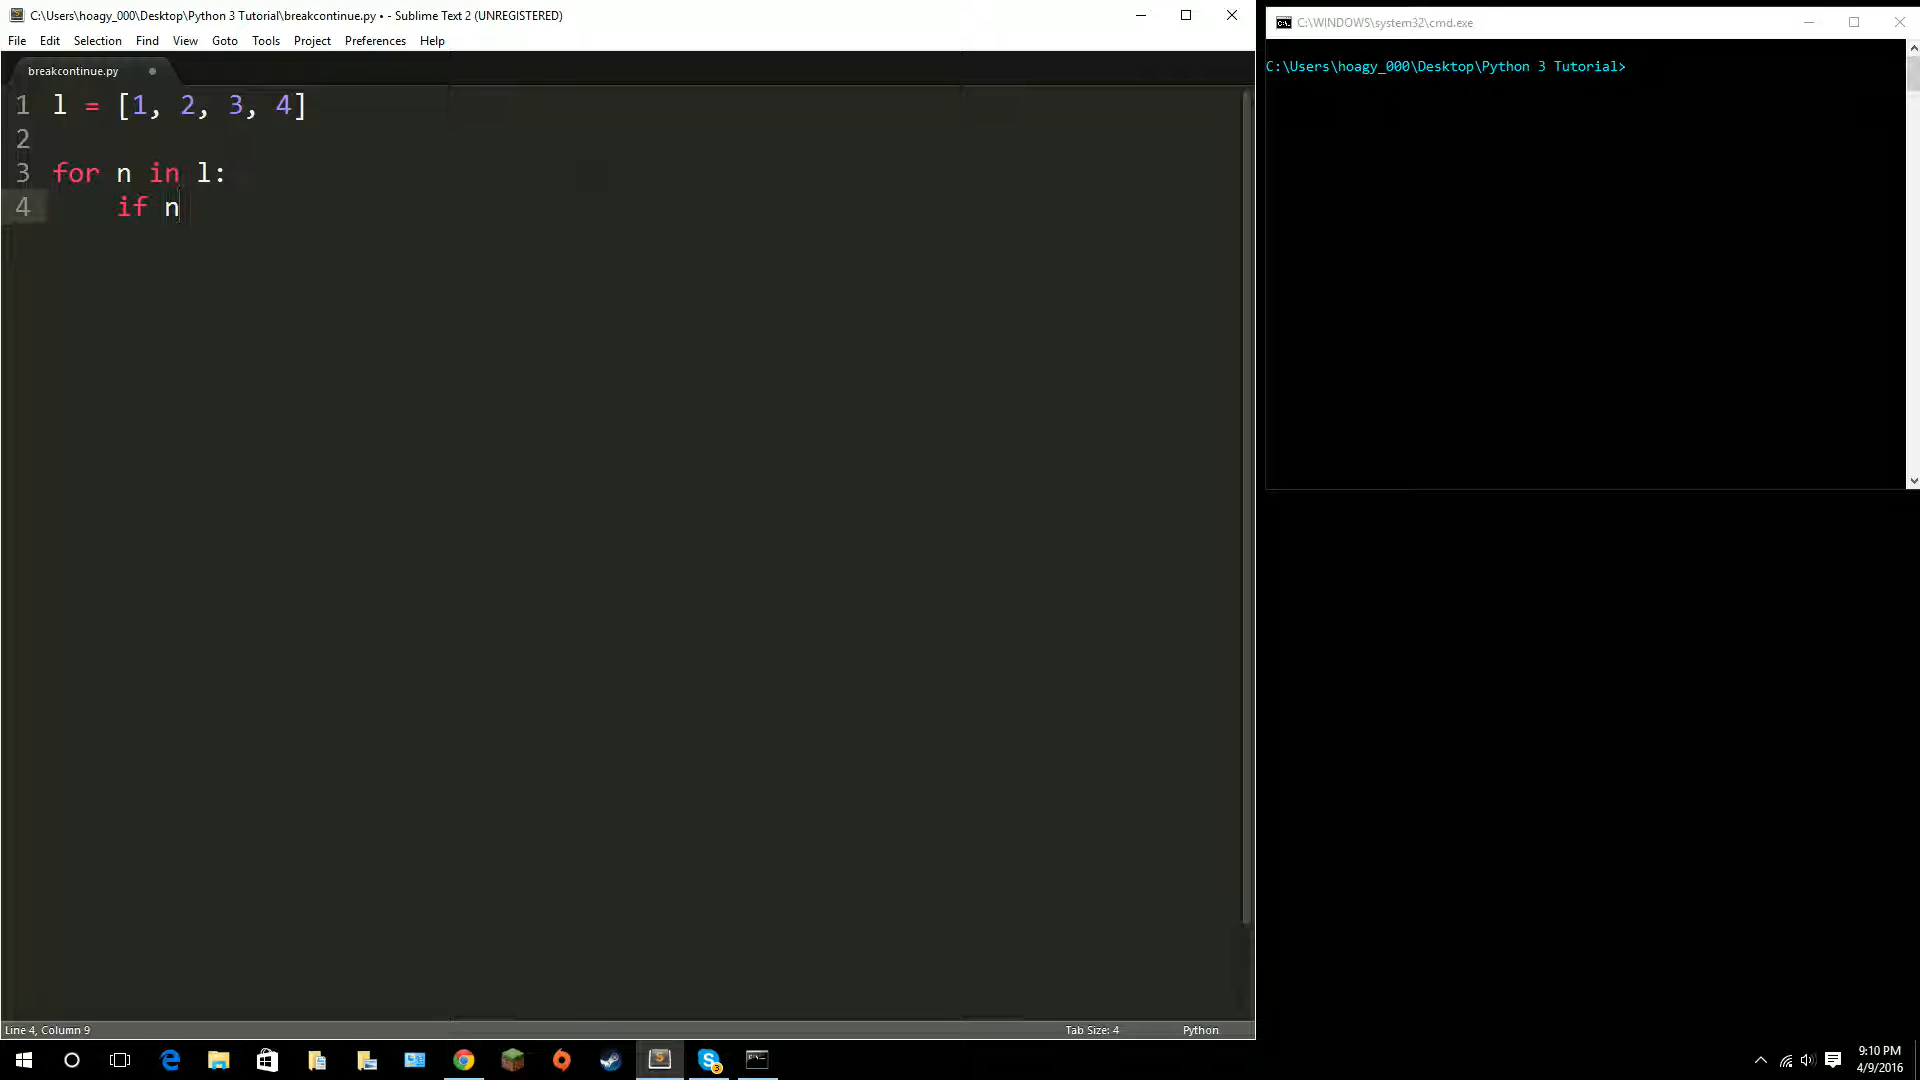 C:\Users\hoagy_000\Desktop\Python 3 Tutorial\breakcontinue.py • - Sublime Text 2 (UNREGISTERED)
File Edit Selection Find View Goto Tools Project Preferences Help
breakcontinue.py
1 l = [1, 2, 3, 4]
2
3 for n in l:
4     if n
Line 4, Column 9
Tab Size: 4
Python
C:\WINDOWS\system32\cmd.exe
C:\Users\hoagy_000\Desktop\Python 3 Tutorial>
3
9:10 PM
4/9/2016